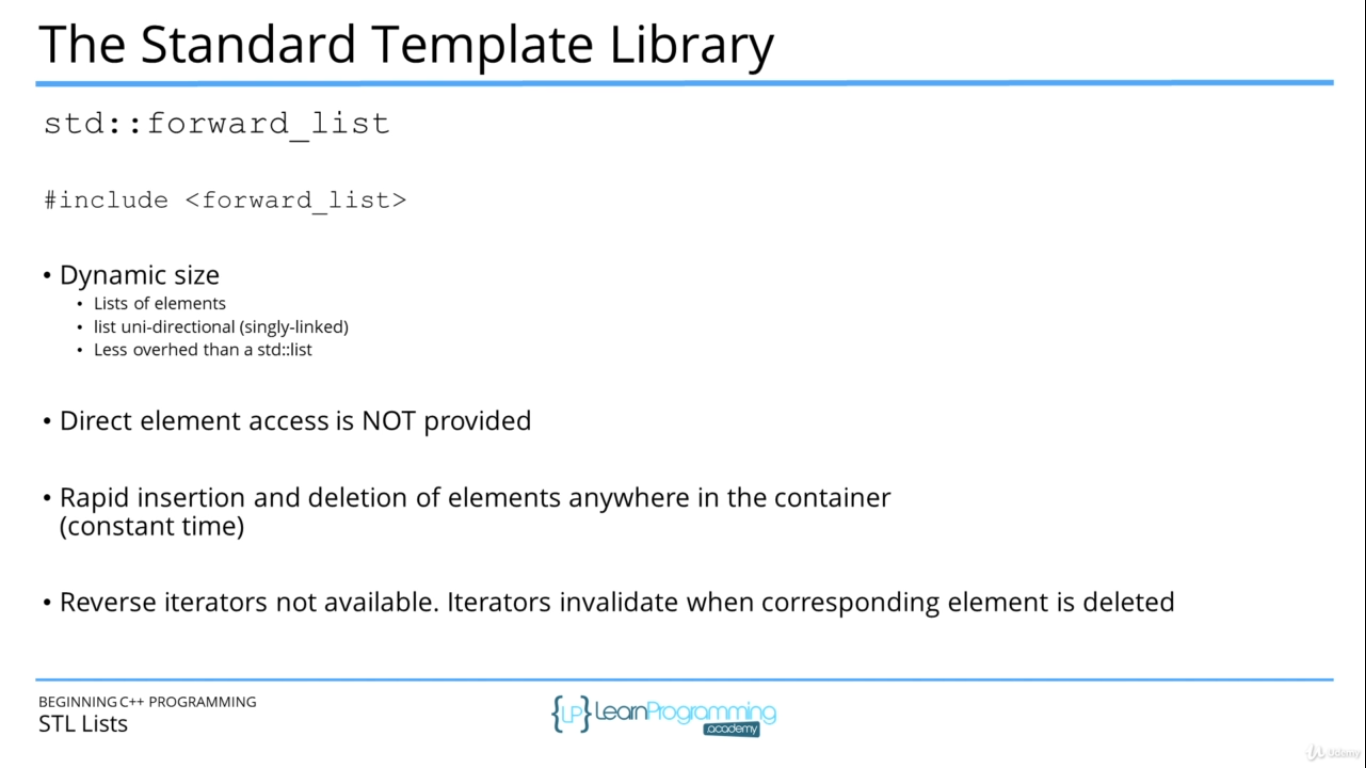 The Standard Template Library
std::forward_list
#include <forward_list>
• Dynamic size
• Lists of elements
• list uni-directional (singly-linked)
• Less overhed than a std::list
• Direct element access is NOT provided
• Rapid insertion and deletion of elements anywhere in the container
(constant time)
• Reverse iterators not available. Iterators invalidate when corresponding element is deleted
BEGINNING C++ PROGRAMMING
STL Lists
{LP} LearnProgramming
.academy
Udemy